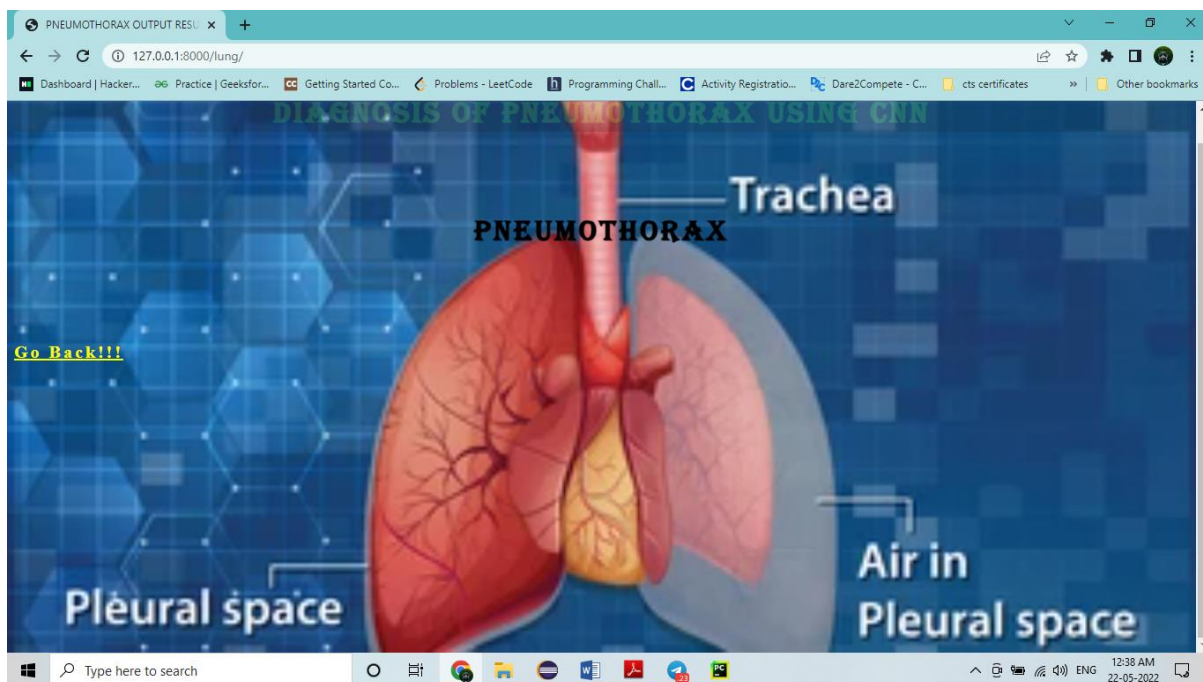 PNEUMOTHORAX OUTPUT RESU
127.0.0.1:8000/lung/
Dashboard | Hacker... Practice | Geeksfor... Getting Started Co... Problems - LeetCode Programming Chall... Activity Registratio... Dare2Compete - C... cts certificates » Other bookmarks
DIAGNOSIS OF PNEUMOTHORAX USING CNN
Trachea
PNEUMOTHORAX
Go Back!!!
Air in
Pleural space
Pleural space
Type here to search
ENG
12:38 AM
22-05-2022